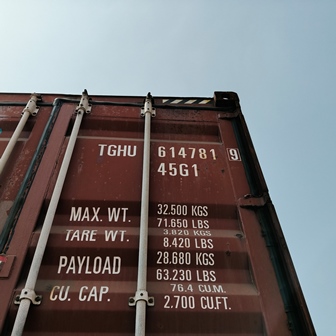 TGHU 614781 9
45G1
MAX. WT. 32.500 KGS
71.650 LBS
TARE WT. 3.820 KGS
8.420 LBS
PAYLOAD 28.680 KGS
63.230 LBS
CU. CAP. 76.4 CU.M.
2.700 CU.FT.